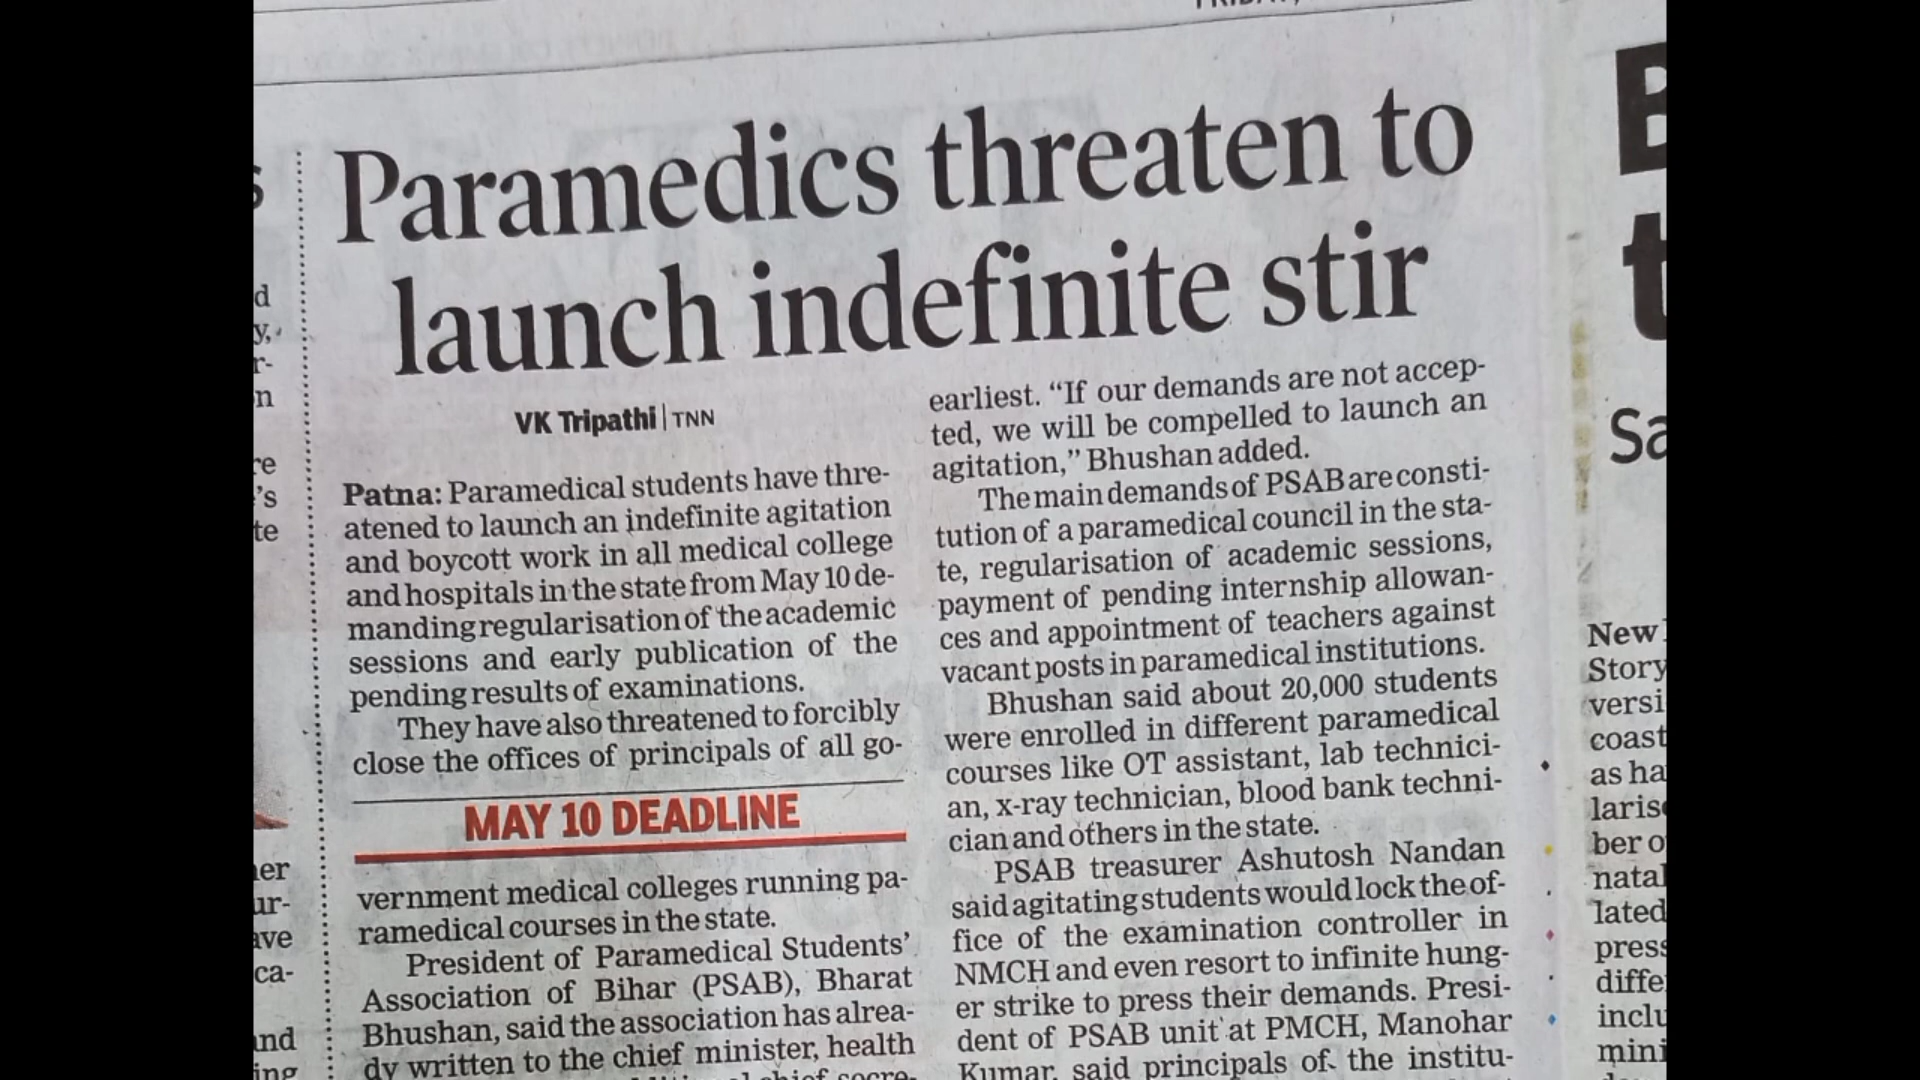 Paramedics threaten to
launch indefinite stir
VK Tripathi | TNN
Patna: Paramedical students have thre-
atened to launch an indefinite agitation
and boycott work in all medical college
and hospitals in the state from May 10 de-
manding regularisation of the academic
sessions and early publication of the
pending results of examinations.
They have also threatened to forcibly
close the offices of principals of all go-
MAY 10 DEADLINE
vernment medical colleges running pa-
ramedical courses in the state.
President of Paramedical Students'
Association of Bihar (PSAB), Bharat
Bhushan, said the association has alrea-
dy written to the chief minister, health
earliest. “If our demands are not accep-
ted, we will be compelled to launch an
agitation,” Bhushan added.
The main demands of PSAB are consti-
tution of a paramedical council in the sta-
te, regularisation of academic sessions,
payment of pending internship allowan-
ces and appointment of teachers against
vacant posts in paramedical institutions.
Bhushan said about 20,000 students
were enrolled in different paramedical
courses like OT assistant, lab technici-
an, x-ray technician, blood bank techni-
cian and others in the state.
PSAB treasurer Ashutosh Nandan
said agitating students would lock the of-
fice of the examination controller in
NMCH and even resort to infinite hung-
er strike to press their demands. Presi-
dent of PSAB unit at PMCH, Manohar
Kumar, said principals of the institu-
New
Story
versi
coast
as ha
laris
ber o
natal
lated
press
diffe
inclu
mini